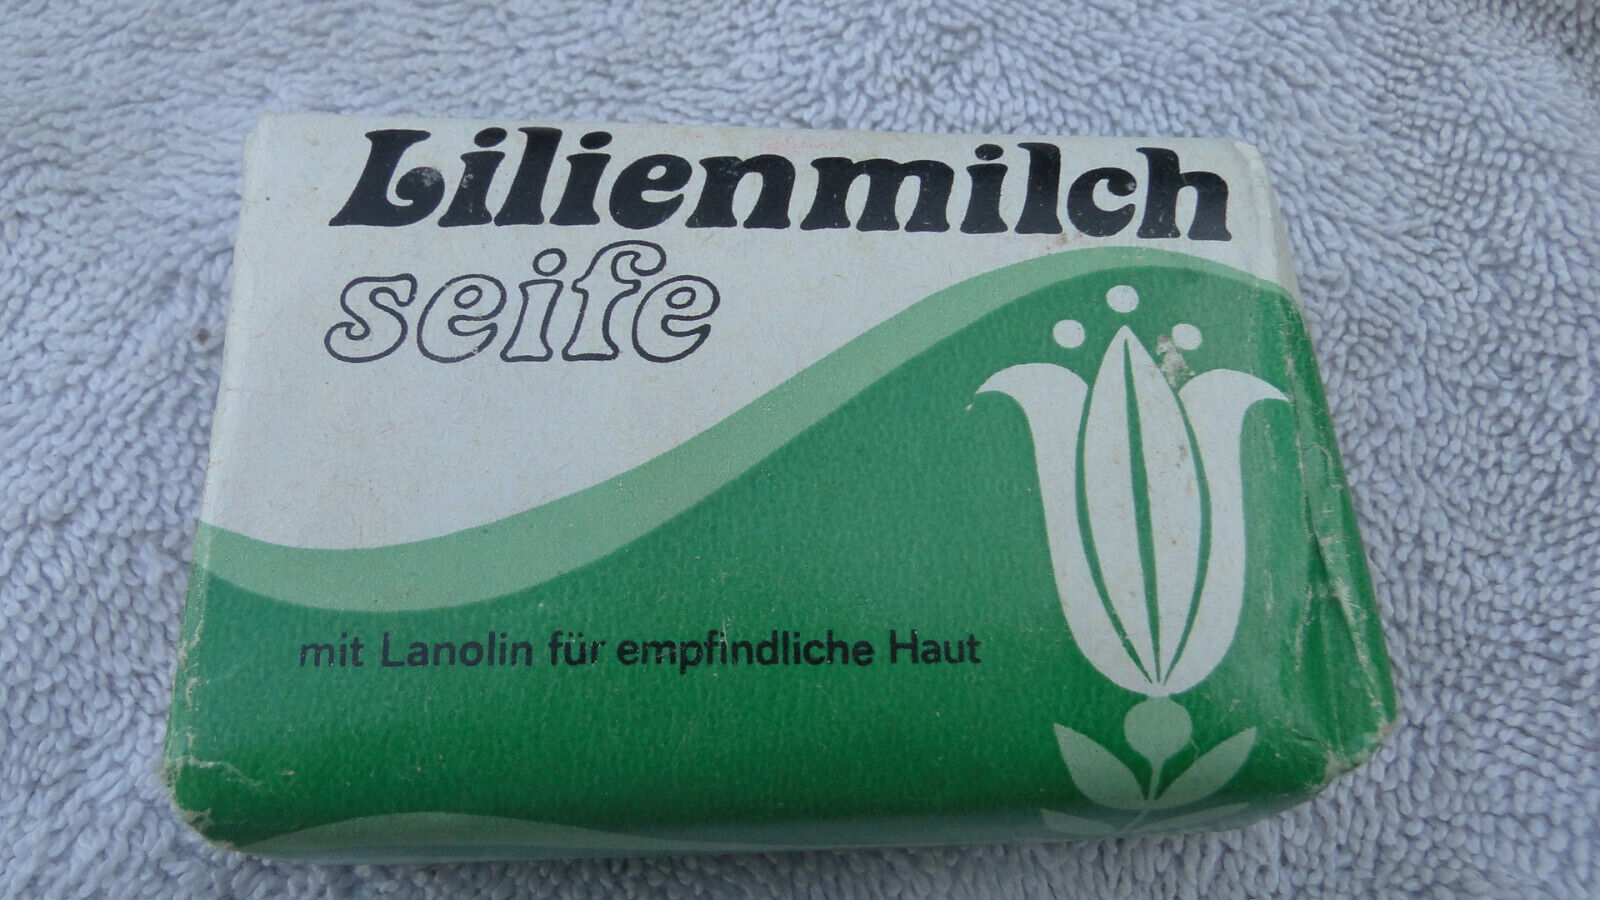 Lilienmilch
seife
mit Lanolin für empfindliche Haut